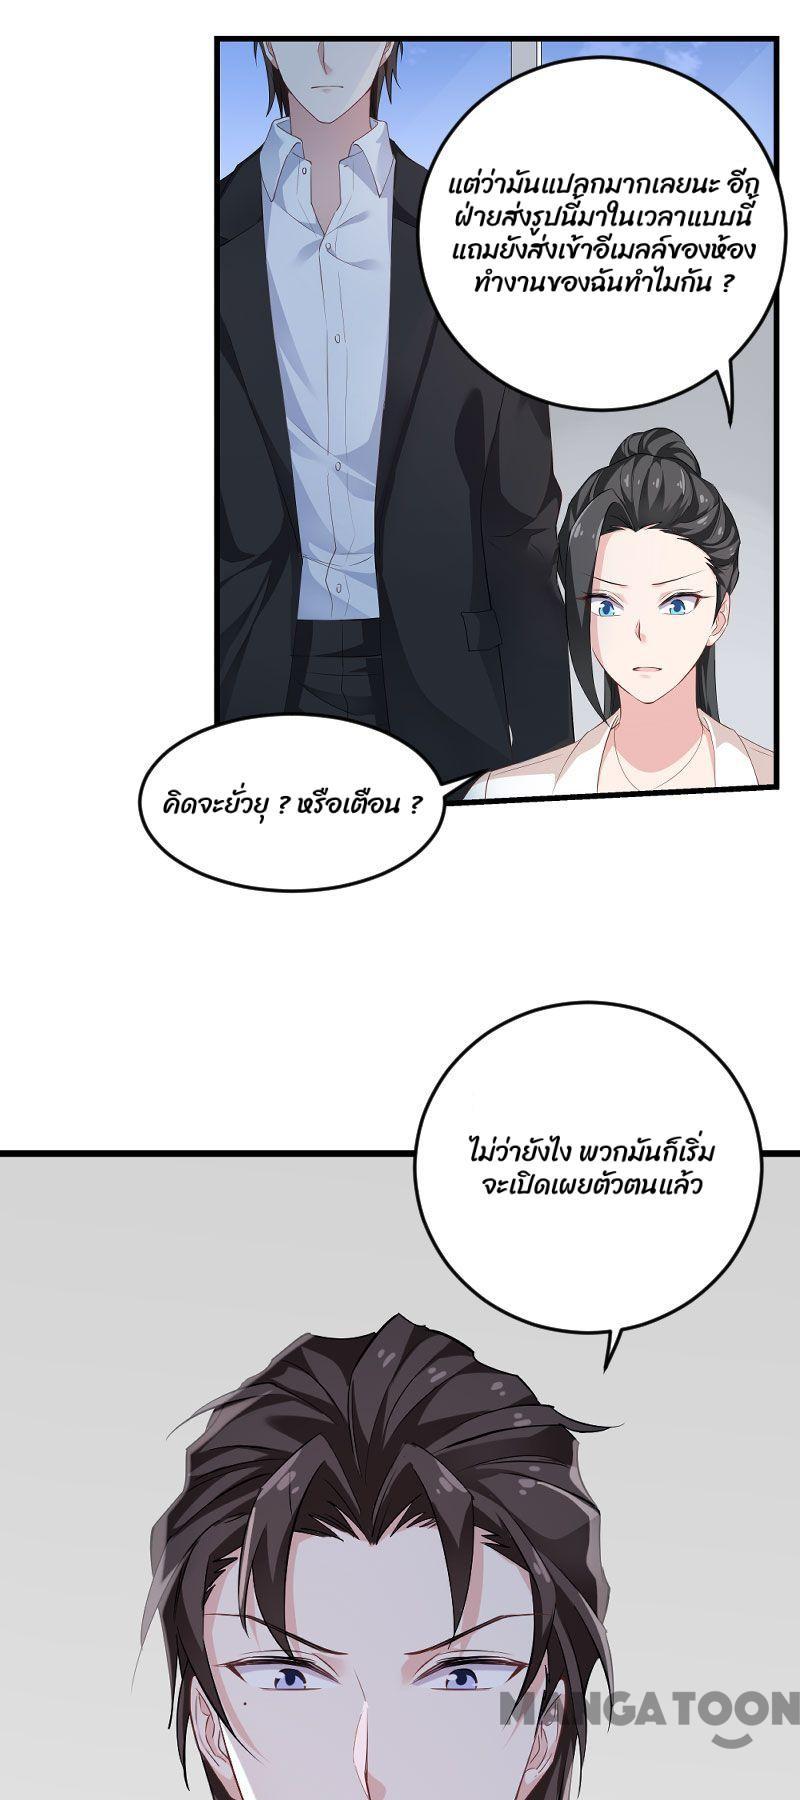 แต่ว่ามันแปลกมากเลยนะ อีก
ฝ่ายส่งรูปนี้มาในเวลาแบบนี้
แถมยังส่งเข้าอีเมลล์ของห้อง
ทำงานของฉันทำไมกัน ?
คิดจะยั่วยุ ? หรือเตือน ?
ไม่ว่ายังไง พวกมันก็เริ่ม
จะเปิดเผยตัวตนแล้ว
MANGATOON